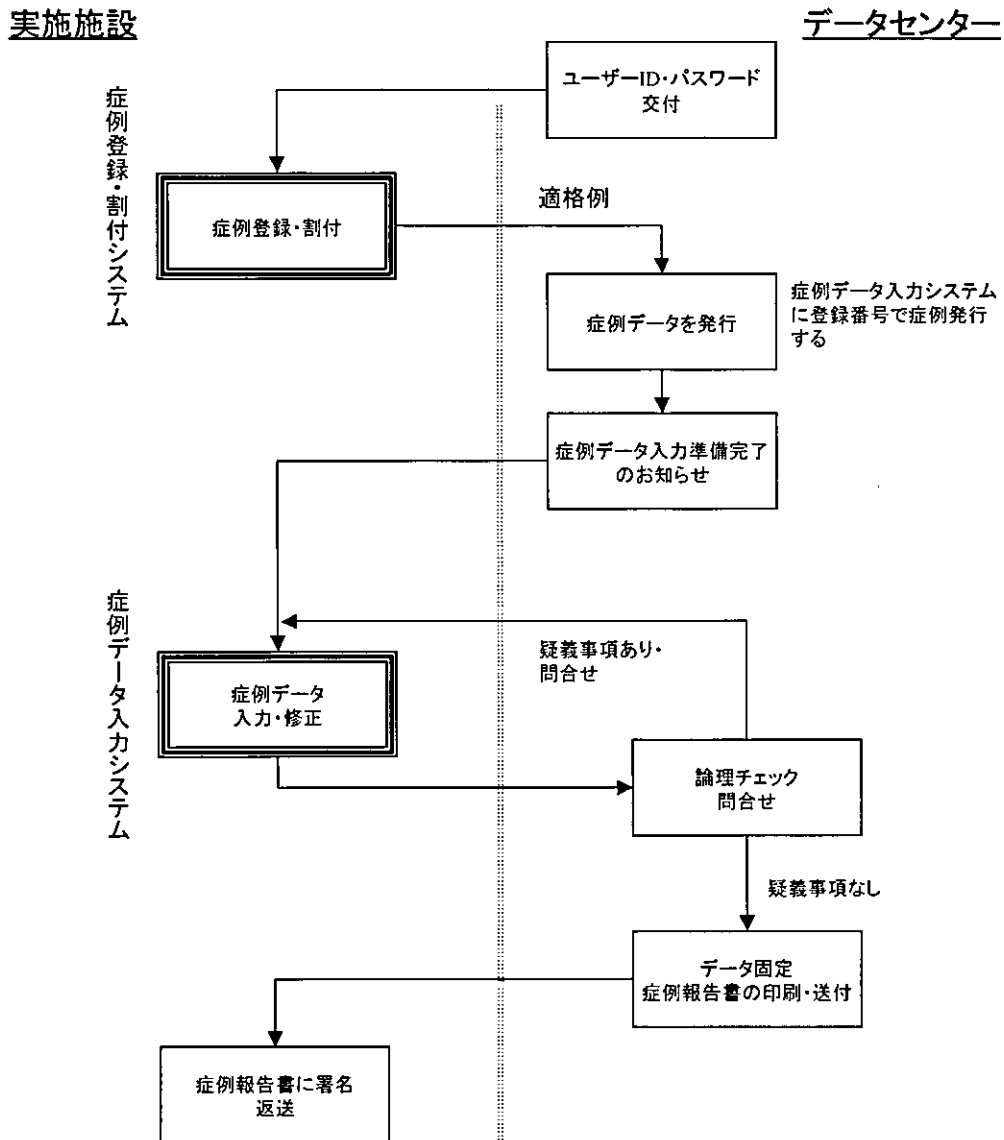 実施施設
データセンター
ユーザーID・パスワード
交付
症例登録・割付システム
症例登録・割付
適格例
症例データを発行
症例データ入力システム
に登録番号で症例発行
する
症例データ入力準備完了
のお知らせ
症例データ入力システム
疑義事項あり・
問合せ
症例データ
入力・修正
論理チェック
問合せ
疑義事項なし
データ固定
症例報告書の印刷・送付
症例報告書に署名
返送